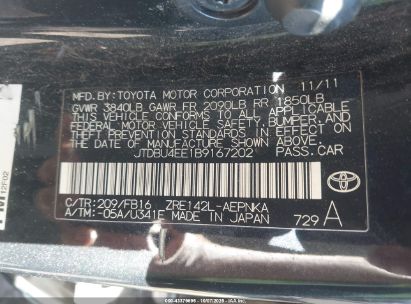 MFD.BY:TOYOTA MOTOR CORPORATION 11/11
GVWR 3840LB GAWR FR 2090LB RR 1850LB
THIS VEHICLE CONFORMS TO ALL APPLICABLE
FEDERAL MOTOR VEHICLE SAFETY, BUMPER, AND
THEFT PREVENTION STANDARDS IN EFFECT ON
THE DATE OF MANUFACTURE SHOWN ABOVE.
JTDBU4EE1B9167202 PASS.CAR
C/TR: 209/FB16 ZRE142L-AEPNKA
A/TM: -05A/U341E MADE IN JAPAN 729 A
TOYOTA
12F02